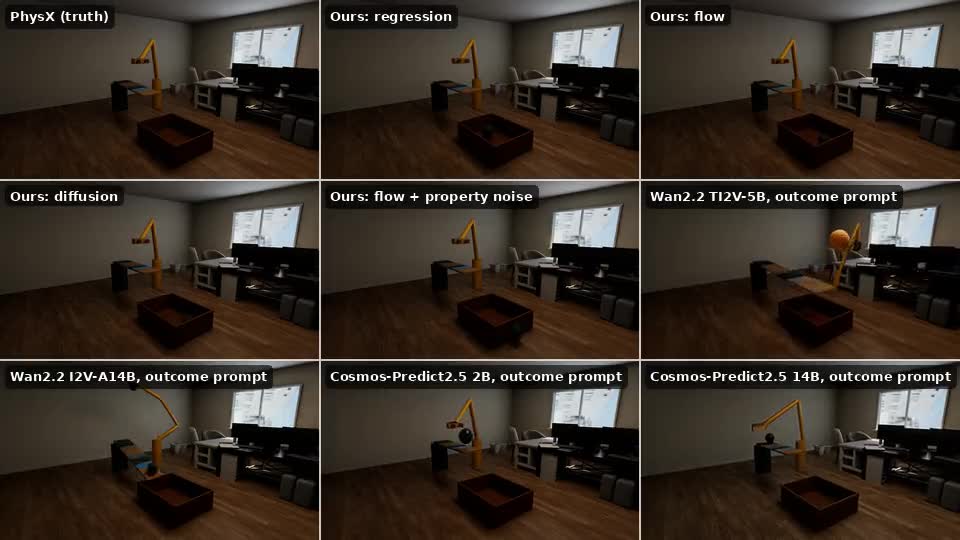 PhysX (truth)
Ours: regression
Ours: flow
Ours: diffusion
Ours: flow + property noise
Wan2.2 TI2V-5B, outcome prompt
Wan2.2 I2V-A14B, outcome prompt
Cosmos-Predict2.5 2B, outcome prompt
Cosmos-Predict2.5 14B, outcome prompt